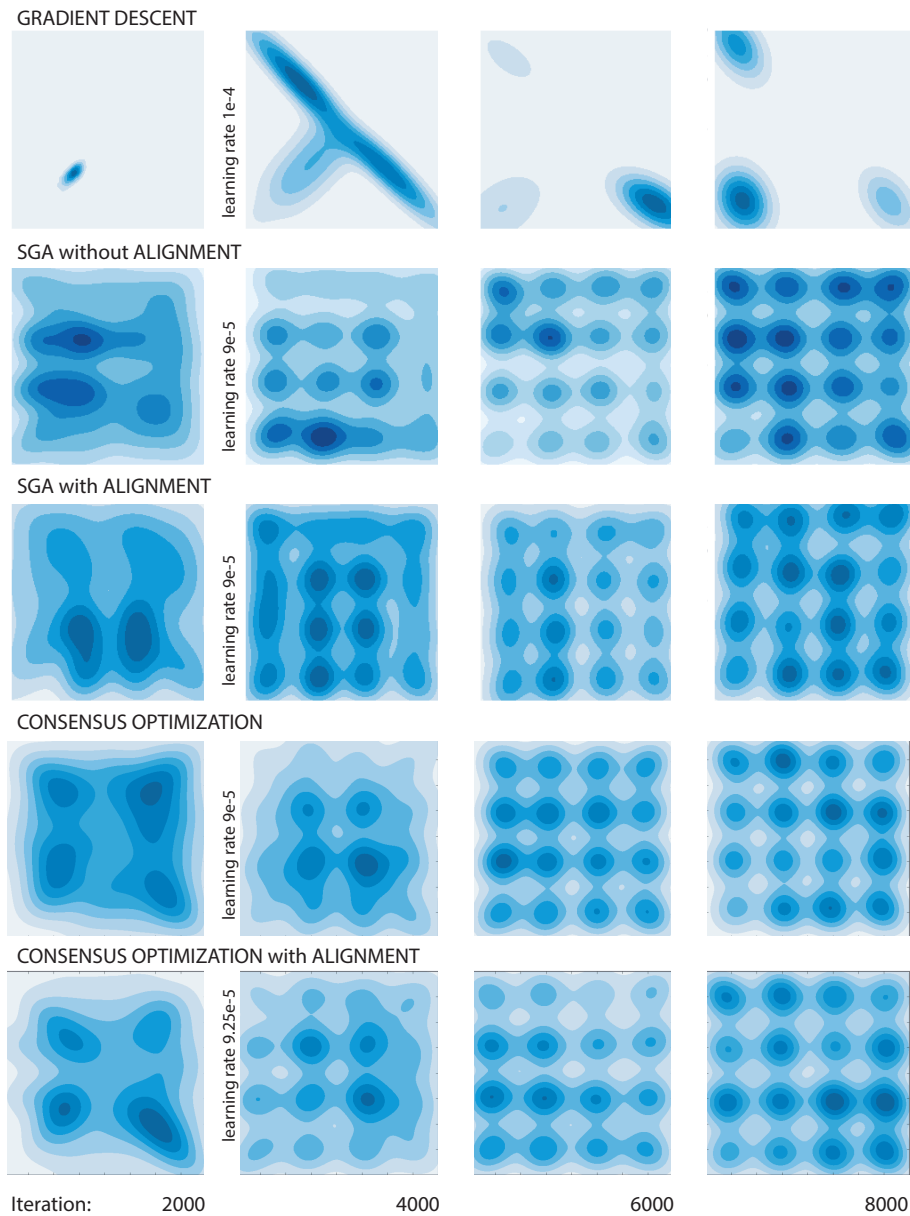 GRADIENT DESCENT
learning rate 1e-4
SGA without ALIGNMENT
learning rate 9e-5
SGA with ALIGNMENT
learning rate 9e-5
CONSENSUS OPTIMIZATION
learning rate 9e-5
CONSENSUS OPTIMIZATION with ALIGNMENT
learning rate 9.25e-5
Iteration: 2000 4000 6000 8000